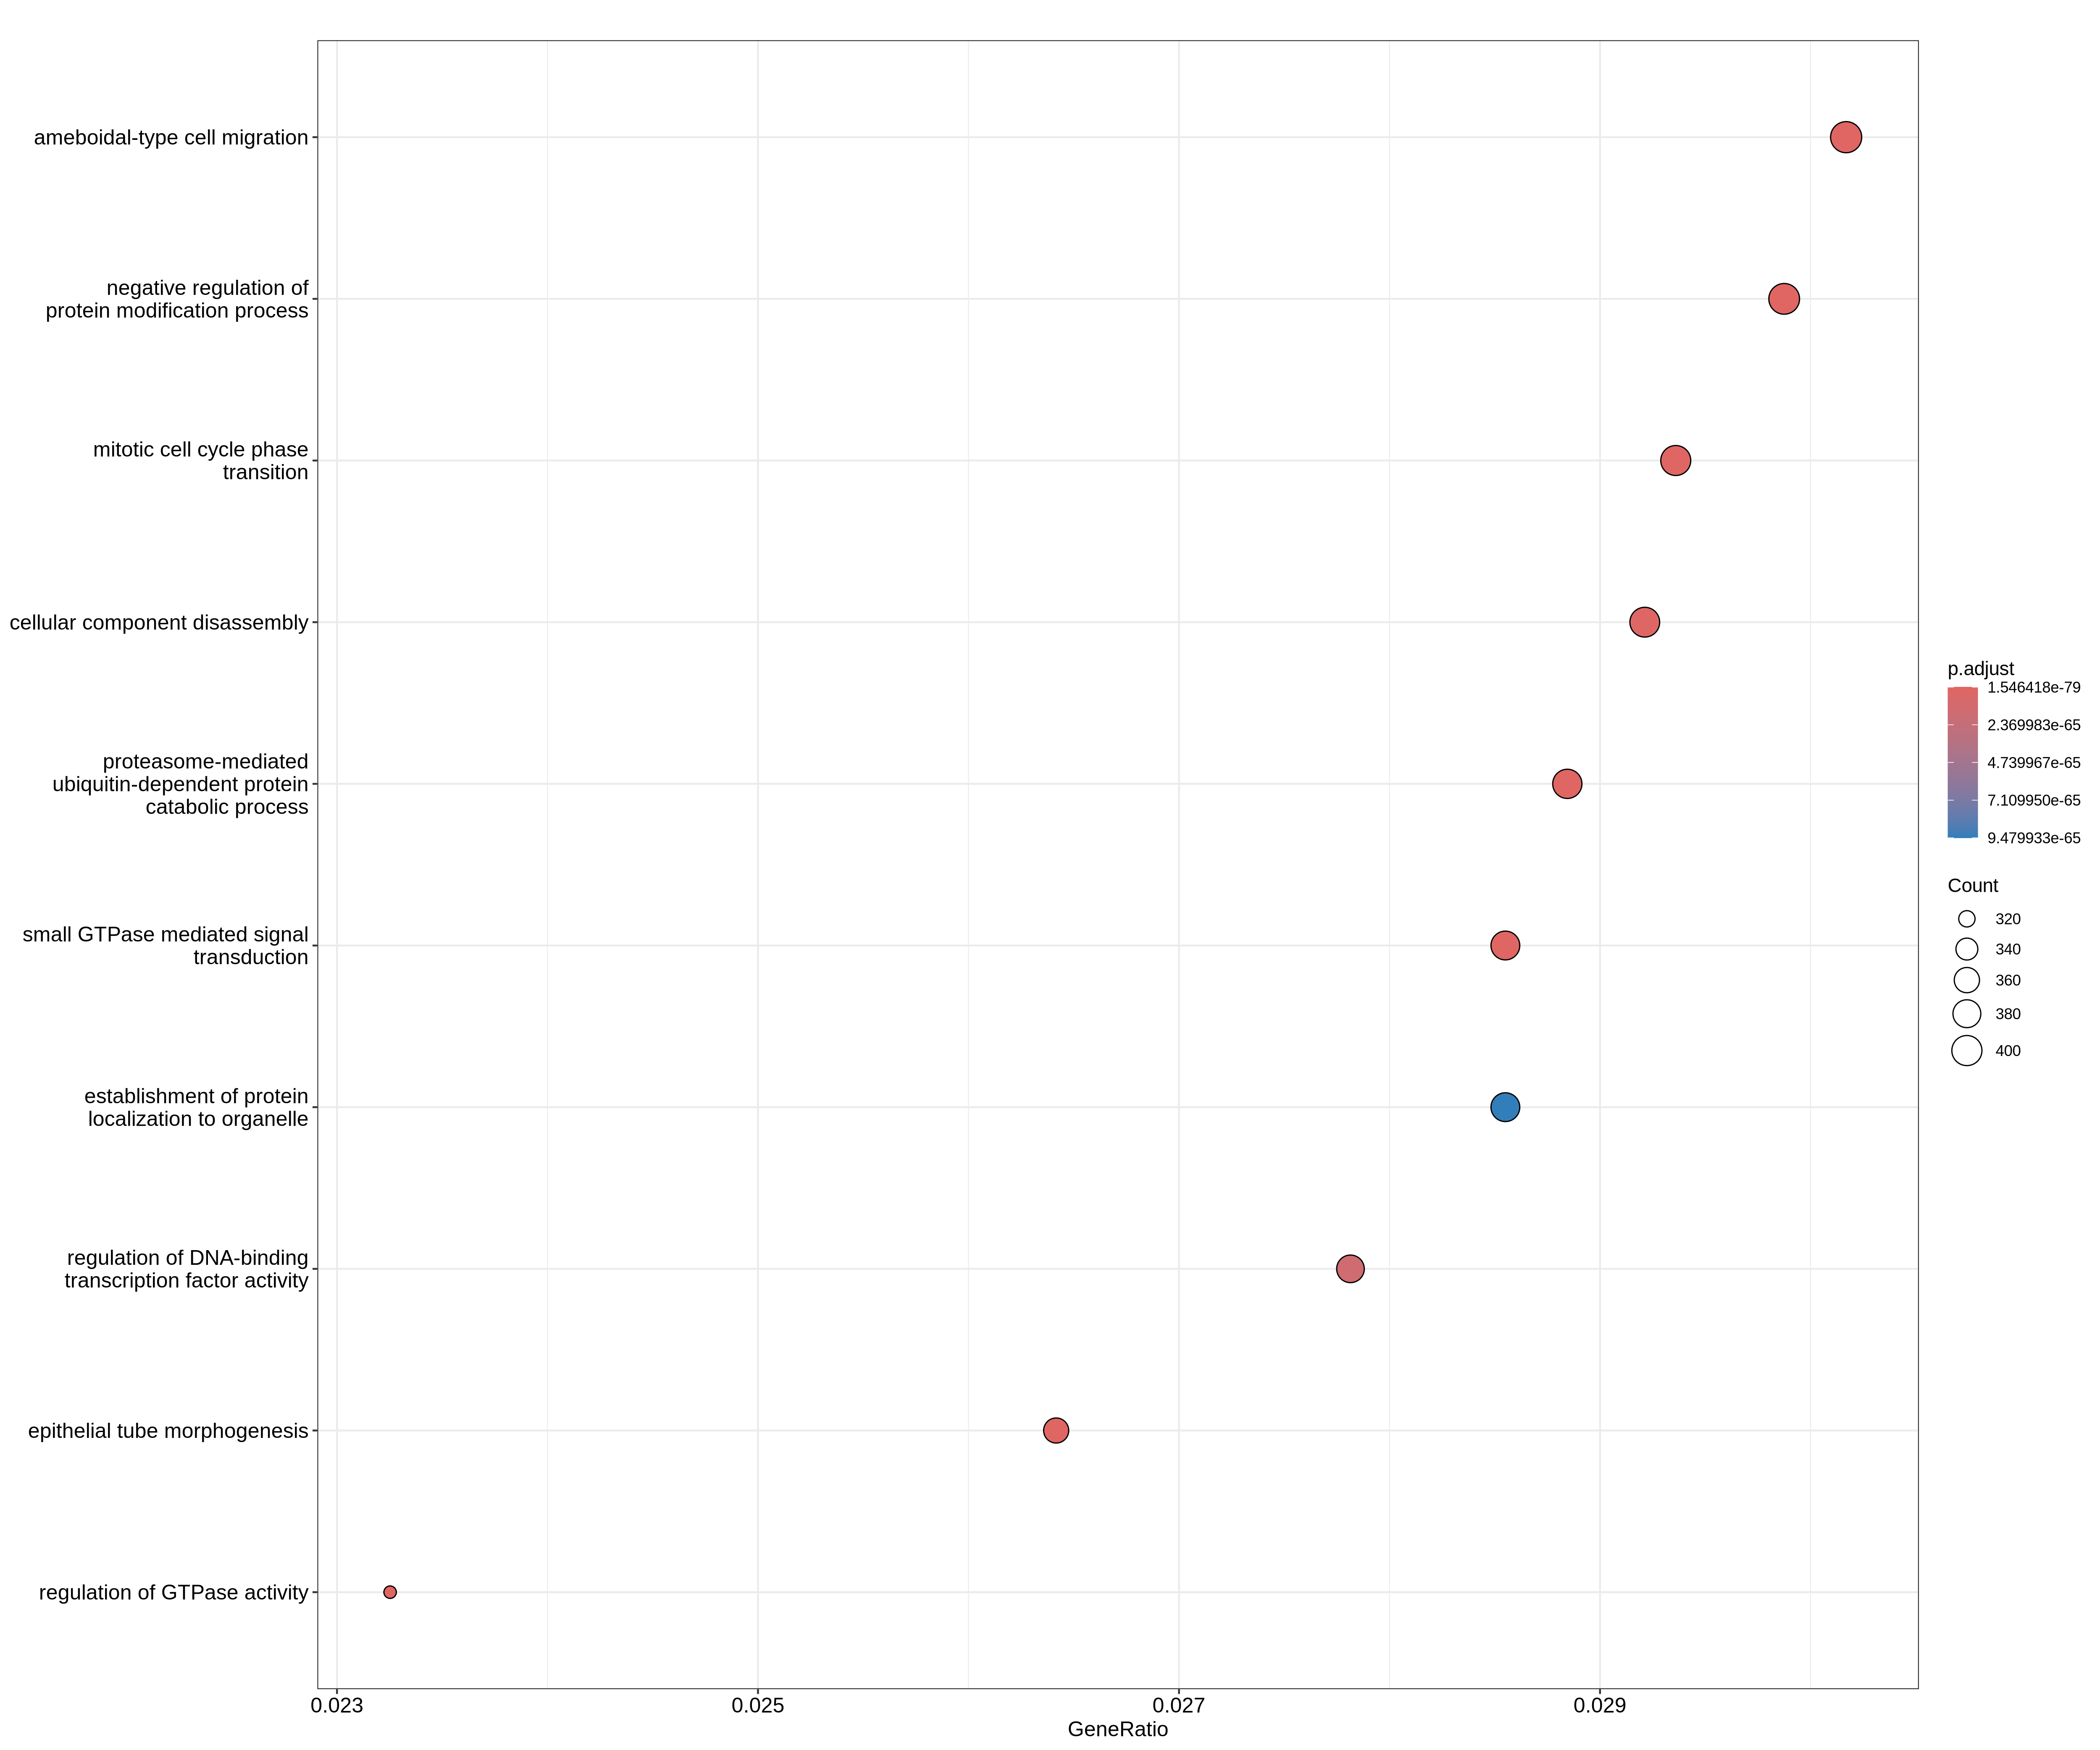 ameboidal-type cell migration
negative regulation of
protein modification process
mitotic cell cycle phase
transition
cellular component disassembly
proteasome-mediated
ubiquitin-dependent protein
catabolic process
small GTPase mediated signal
transduction
establishment of protein
localization to organelle
regulation of DNA-binding
transcription factor activity
epithelial tube morphogenesis
regulation of GTPase activity
0.023
0.025
0.027
0.029
GeneRatio
p.adjust
1.546418e-79
2.369983e-65
4.739967e-65
7.109950e-65
9.479933e-65
Count
320
340
360
380
400